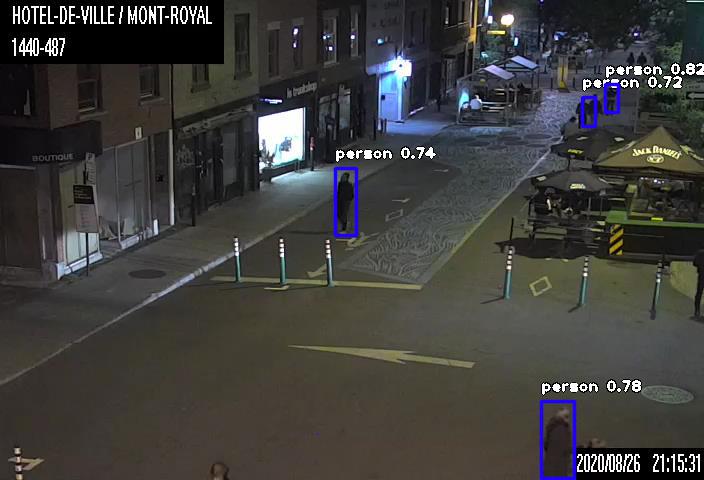 HOTEL-DE-VILLE / MONT-ROYAL
1440-487
person 0.82
person 0.72
person 0.74
BOUTIQUE
JACK DANIEL'S
person 0.78
2020/08/26 21:15:31